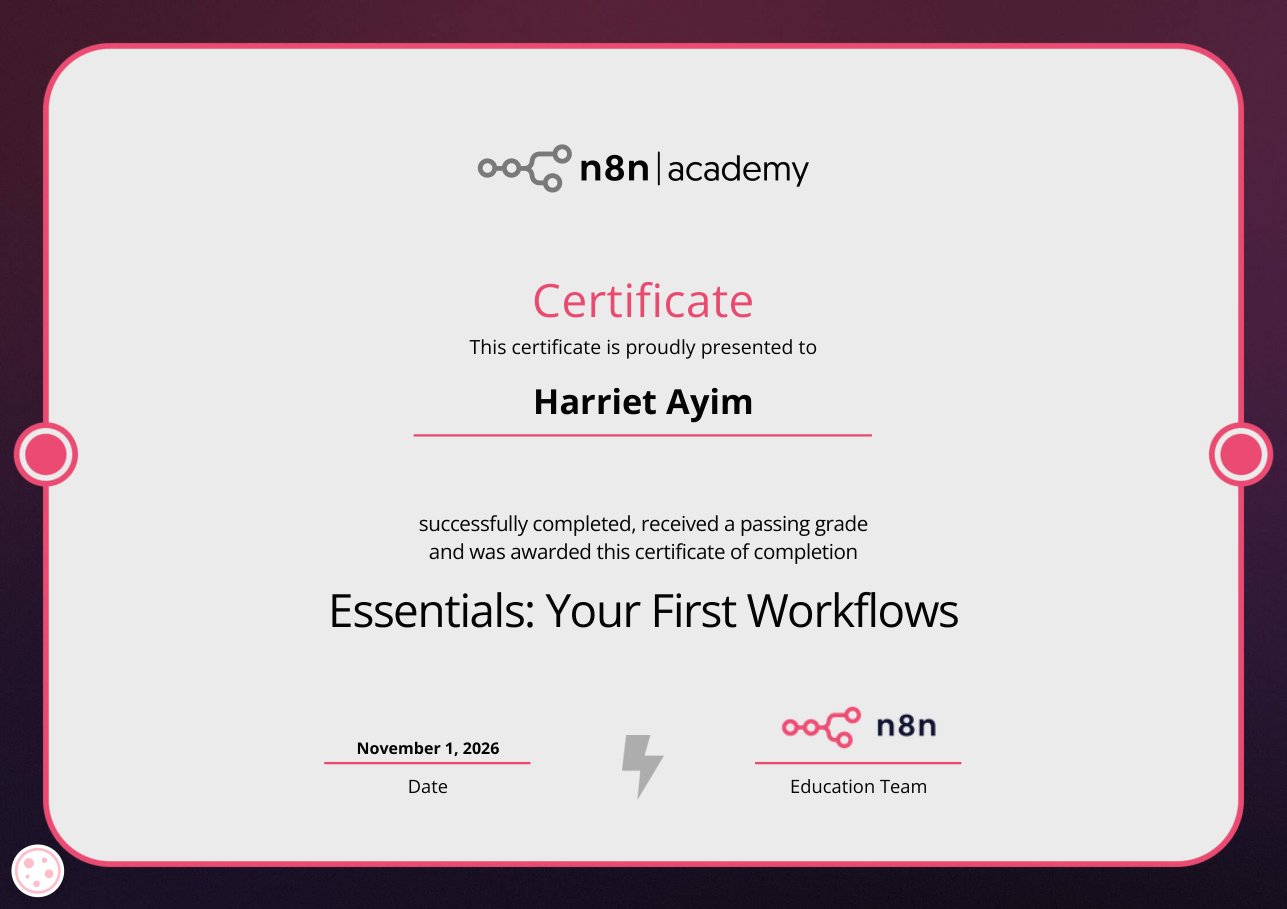 n8n | academy
Certificate
This certificate is proudly presented to
Harriet Ayim
successfully completed, received a passing grade
and was awarded this certificate of completion
Essentials: Your First Workflows
n8n
November 1, 2026
Date
Education Team